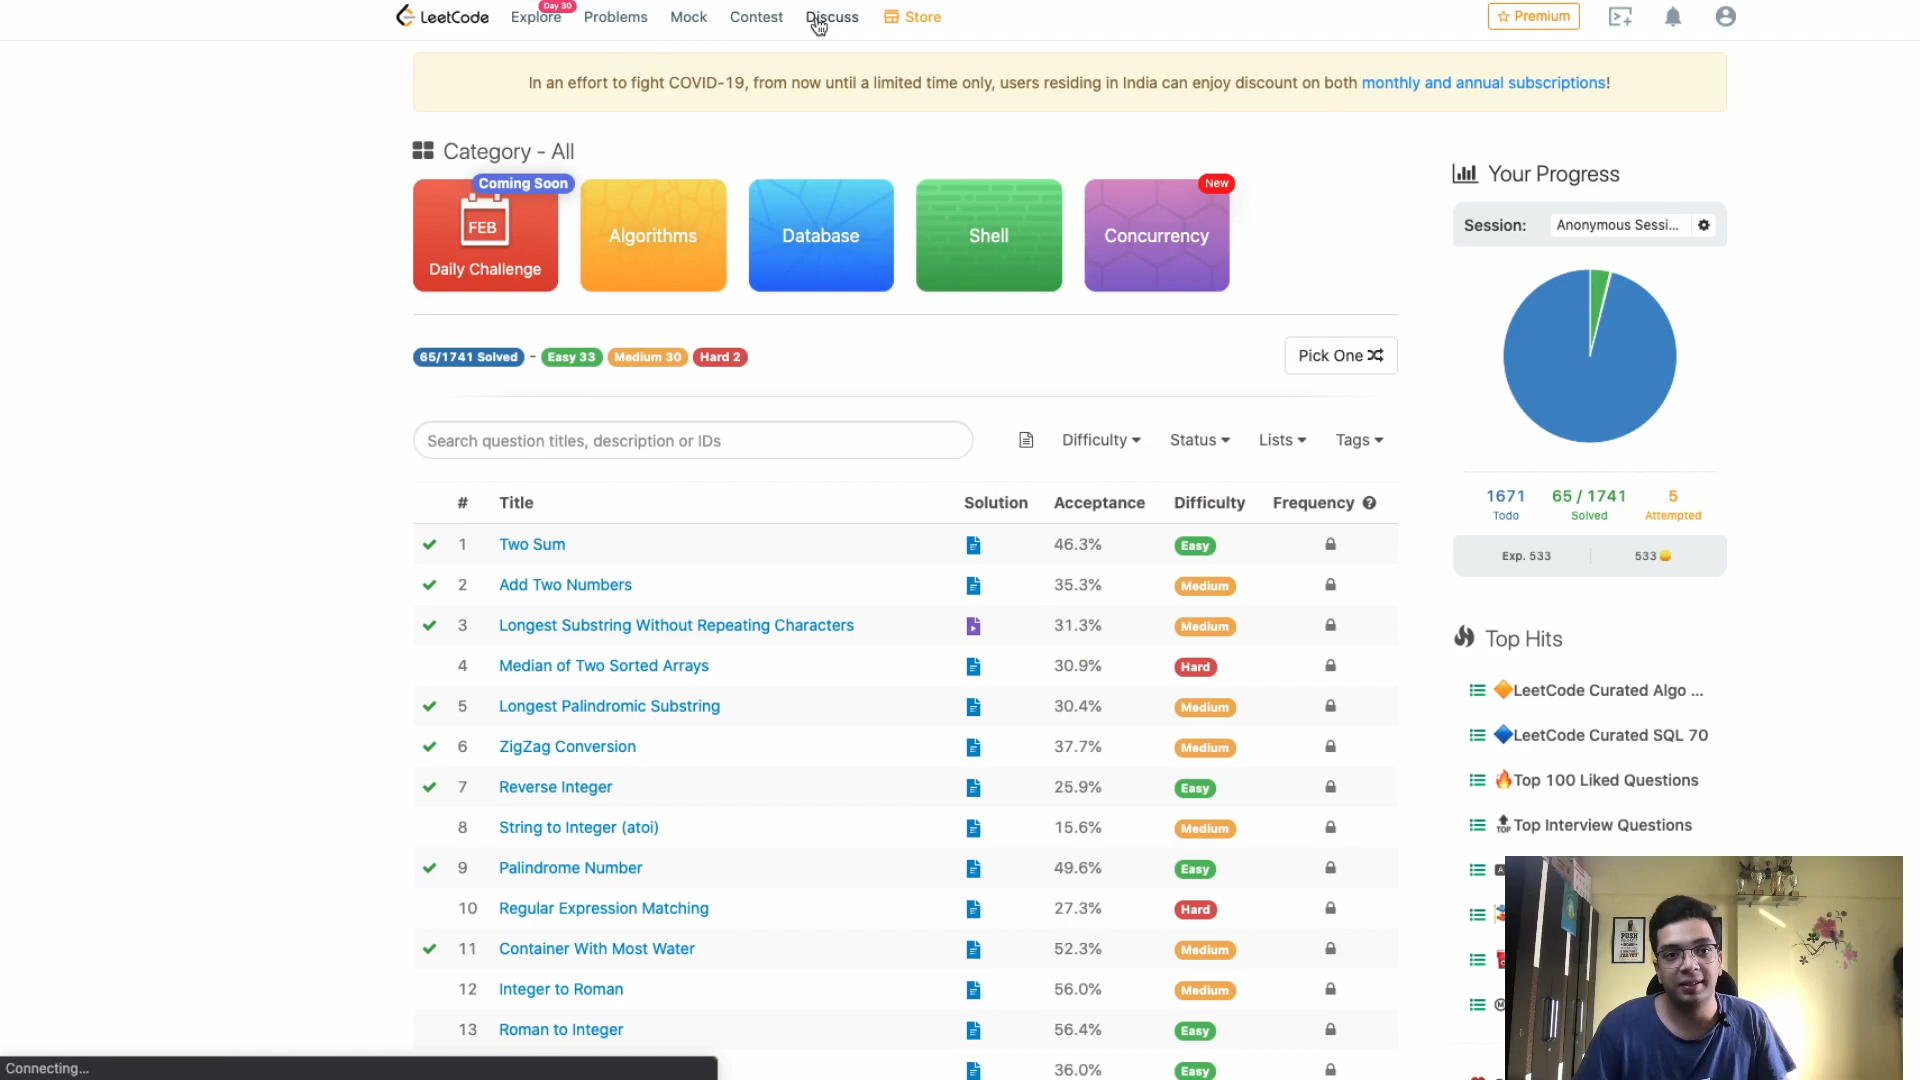 LeetCode Explore Day 30 Problems Mock Contest Discuss Store Premium
In an effort to fight COVID-19, from now until a limited time only, users residing in India can enjoy discount on both monthly and annual subscriptions!
Category - All
Coming Soon
FEB
Daily Challenge
Algorithms
Database
Shell
New
Concurrency
65/1741 Solved - Easy 33 Medium 30 Hard 2
Pick One
Search question titles, description or IDs
Difficulty Status Lists Tags
# Title Solution Acceptance Difficulty Frequency
1 Two Sum 46.3% Easy
2 Add Two Numbers 35.3% Medium
3 Longest Substring Without Repeating Characters 31.3% Medium
4 Median of Two Sorted Arrays 30.9% Hard
5 Longest Palindromic Substring 30.4% Medium
6 ZigZag Conversion 37.7% Medium
7 Reverse Integer 25.9% Easy
8 String to Integer (atoi) 15.6% Medium
9 Palindrome Number 49.6% Easy
10 Regular Expression Matching 27.3% Hard
11 Container With Most Water 52.3% Medium
12 Integer to Roman 56.0% Medium
13 Roman to Integer 56.4% Easy
36.0% Easy
Your Progress
Session: Anonymous Sessi...
1671 65 / 1741 5
Todo Solved Attempted
Exp. 533 533
Top Hits
LeetCode Curated Algo ...
LeetCode Curated SQL 70
Top 100 Liked Questions
TOP Top Interview Questions
PUSH
Connecting...